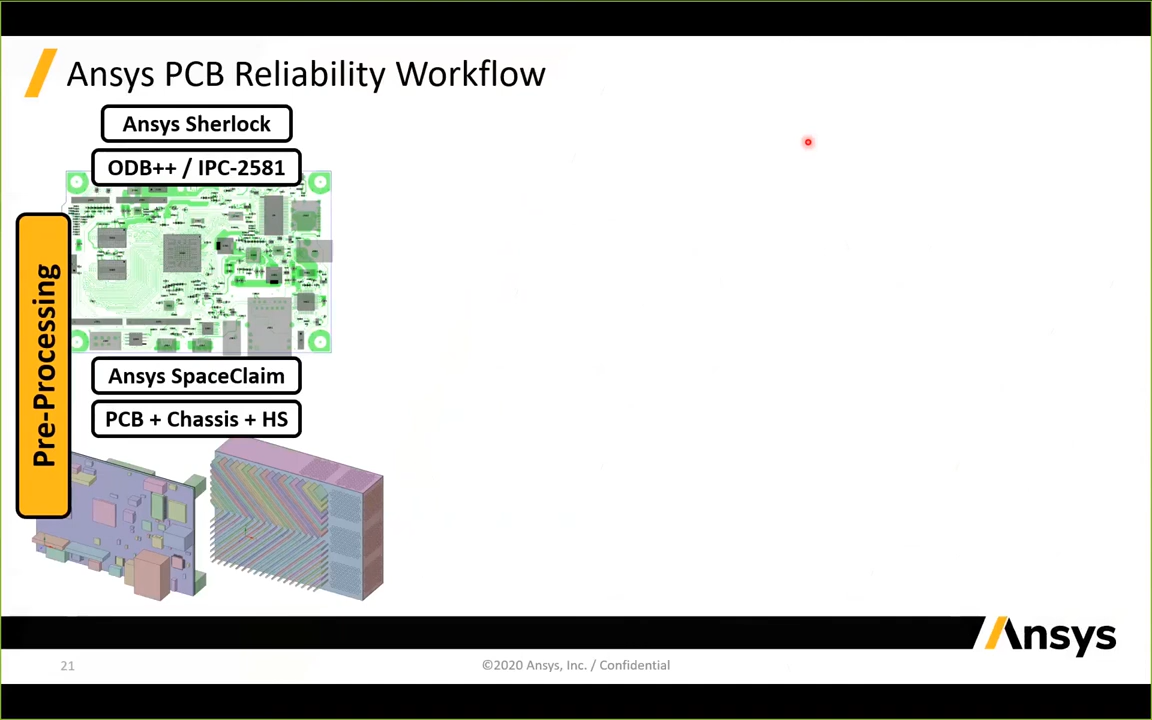 Ansys PCB Reliability Workflow
Ansys Sherlock
ODB++ / IPC-2581
Pre-Processing
Ansys SpaceClaim
PCB + Chassis + HS
Ansys
21
©2020 Ansys, Inc. / Confidential